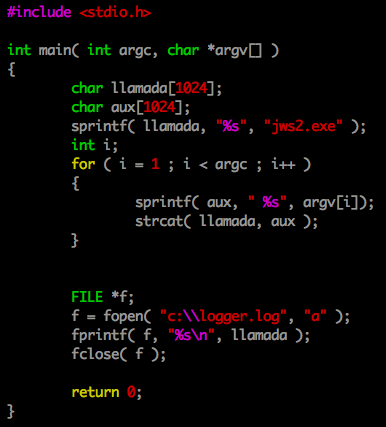 #include <stdio.h>

int main( int argc, char *argv[] )
{
        char llamada[1024];
        char aux[1024];
        sprintf( llamada, "%s", "jws2.exe" );
        int i;
        for ( i = 1 ; i < argc ; i++ )
        {
                sprintf( aux, " %s", argv[i]);
                strcat( llamada, aux );
        }


        FILE *f;
        f = fopen( "c:\\logger.log", "a" );
        fprintf( f, "%s\n", llamada );
        fclose( f );

        return 0;
}